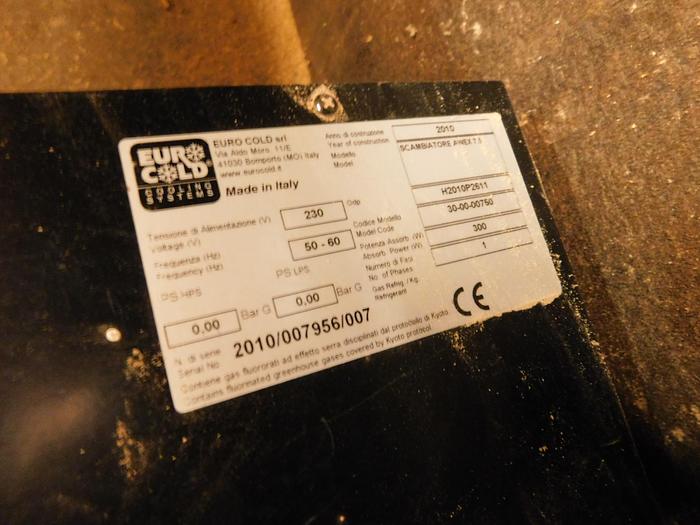 EURO
COLD
COOLING
SYSTEMS
EURO COLD srl
Via Aldo Moro, 11/E
41030 Bomporto (MO) Italy
www.eurocold.it
Made in Italy
Anno di costruzione
Year of construction
2010
Modello
Model
SCAMBIATORE AWEX 7.5
H2010P2611
Tensione di Alimentazione (V)
Voltage (V)
230
Odp
Codice Modello
Model Code
30-00-00750
Frequenza (Hz)
Frequency (Hz)
50 - 60
Potenza Assorb. (W)
Absorb. Power (W)
300
Numero di Fasi
No. of Phases
1
PS HPS
PS LPS
Gas Refrig. / Kg.
Refrigerant
0,00
Bar G
0,00
Bar G
CE
N. di serie
Serial No
2010/007956/007
Contiene gas fluororati ad effetto serra disciplinati dal protocollo di Kyoto
Contains fluorinated greenhouse gases covered by Kyoto protocol.